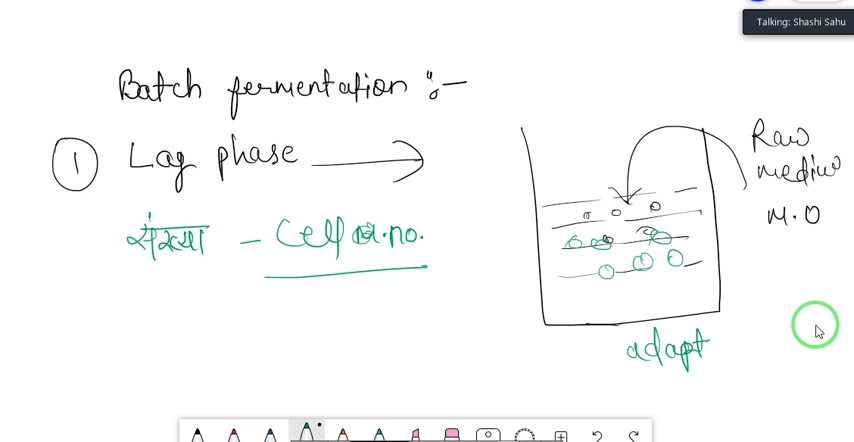 Talking: Shashi Sahu
Batch fermentation :-
1 Lag phase →
Raw
medium
M.O
संख्या - Cell no.
adapt